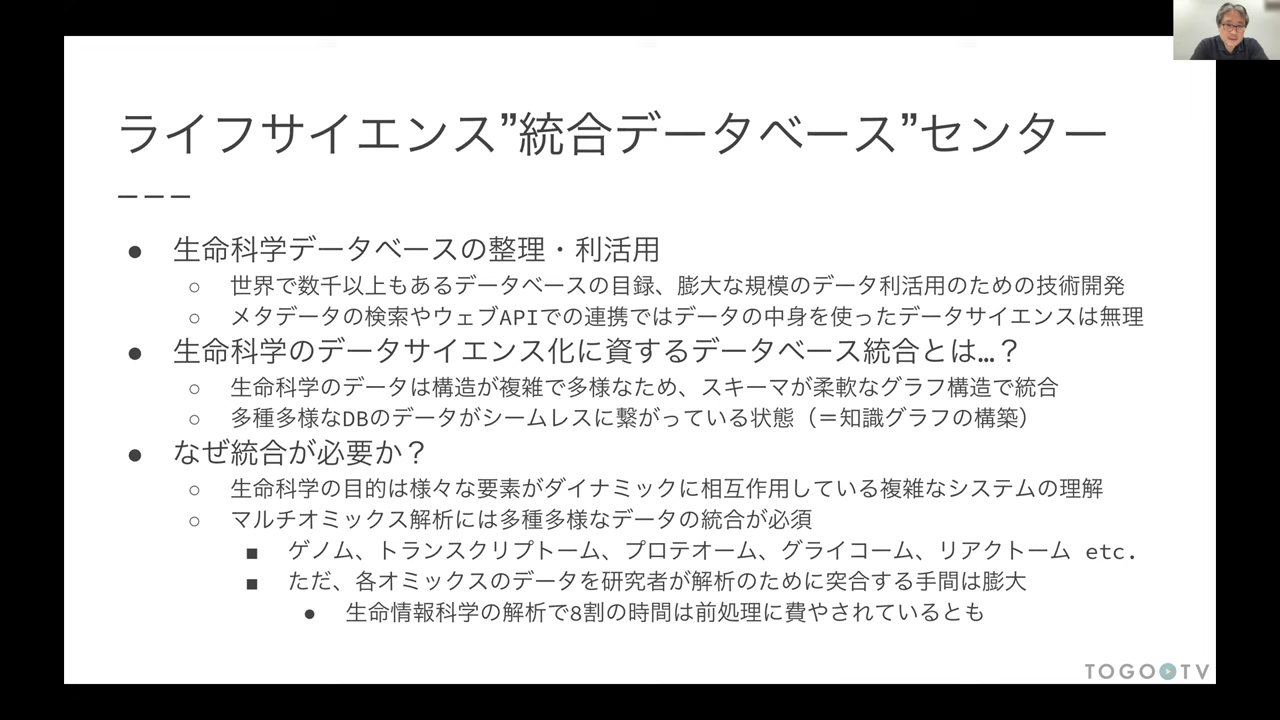 ライフサイエンス”統合データベース”センター
– – –
● 生命科学データベースの整理・利活用
○ 世界で数千以上もあるデータベースの目録、膨大な規模のデータ利活用のための技術開発
○ メタデータの検索やウェブAPIでの連携ではデータの中身を使ったデータサイエンスは無理
● 生命科学のデータサイエンス化に資するデータベース統合とは…？
○ 生命科学のデータは構造が複雑で多様なため、スキーマが柔軟なグラフ構造で統合
○ 多種多様なDBのデータがシームレスに繋がっている状態（＝知識グラフの構築）
● なぜ統合が必要か？
○ 生命科学の目的は様々な要素がダイナミックに相互作用している複雑なシステムの理解
○ マルチオミックス解析には多種多様なデータの統合が必須
■ ゲノム、トランスクリプトーム、プロテオーム、グライコーム、リアクトーム etc.
■ ただ、各オミックスのデータを研究者が解析のために突合する手間は膨大
● 生命情報科学の解析で8割の時間は前処理に費やされているとも
TOGO TV